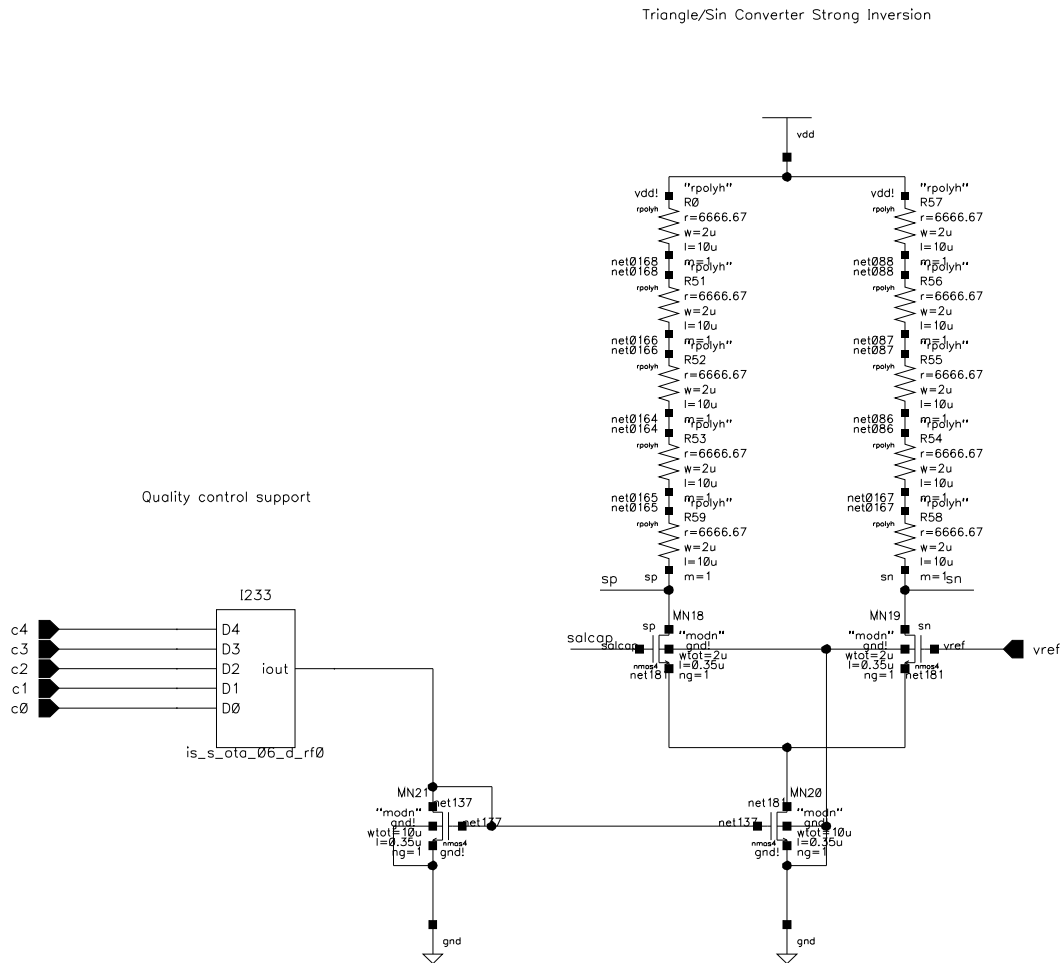 Triangle/Sin Converter Strong Inversion
vdd
vdd!
"rpolyh"
R0
rpolyh
r=6666.67
w=2u
l=10u
m=1
net0168
net0168
"rpolyh"
R51
rpolyh
r=6666.67
w=2u
l=10u
m=1
net0166
net0166
"rpolyh"
R52
rpolyh
r=6666.67
w=2u
l=10u
m=1
net0164
net0164
"rpolyh"
R53
rpolyh
r=6666.67
w=2u
l=10u
m=1
net0165
net0165
"rpolyh"
R59
rpolyh
r=6666.67
w=2u
l=10u
m=1
sp
sp
vdd!
"rpolyh"
R57
rpolyh
r=6666.67
w=2u
l=10u
m=1
net088
net088
"rpolyh"
R56
rpolyh
r=6666.67
w=2u
l=10u
m=1
net087
net087
"rpolyh"
R55
rpolyh
r=6666.67
w=2u
l=10u
m=1
net086
net086
"rpolyh"
R54
rpolyh
r=6666.67
w=2u
l=10u
m=1
net0167
net0167
"rpolyh"
R58
rpolyh
r=6666.67
w=2u
l=10u
m=1
sn
sn
Quality control support
I233
c4
c3
c2
c1
c0
D4
D3
D2
D1
D0
iout
is_s_ota_06_d_rf0
MN18
sp
salcap
salcap
"modn"
gnd!
wtot=2u
l=0.35u
ng=1
nmos4
net181
MN19
sn
"modn"
gnd!
wtot=2u
l=0.35u
ng=1
nmos4
net181
vref
vref
MN21
net137
"modn"
gnd!
wtot=10u
l=0.35u
ng=1
nmos4
gnd!
net137
gnd
MN20
net181
net137
"modn"
gnd!
wtot=10u
l=0.35u
ng=1
nmos4
gnd!
gnd